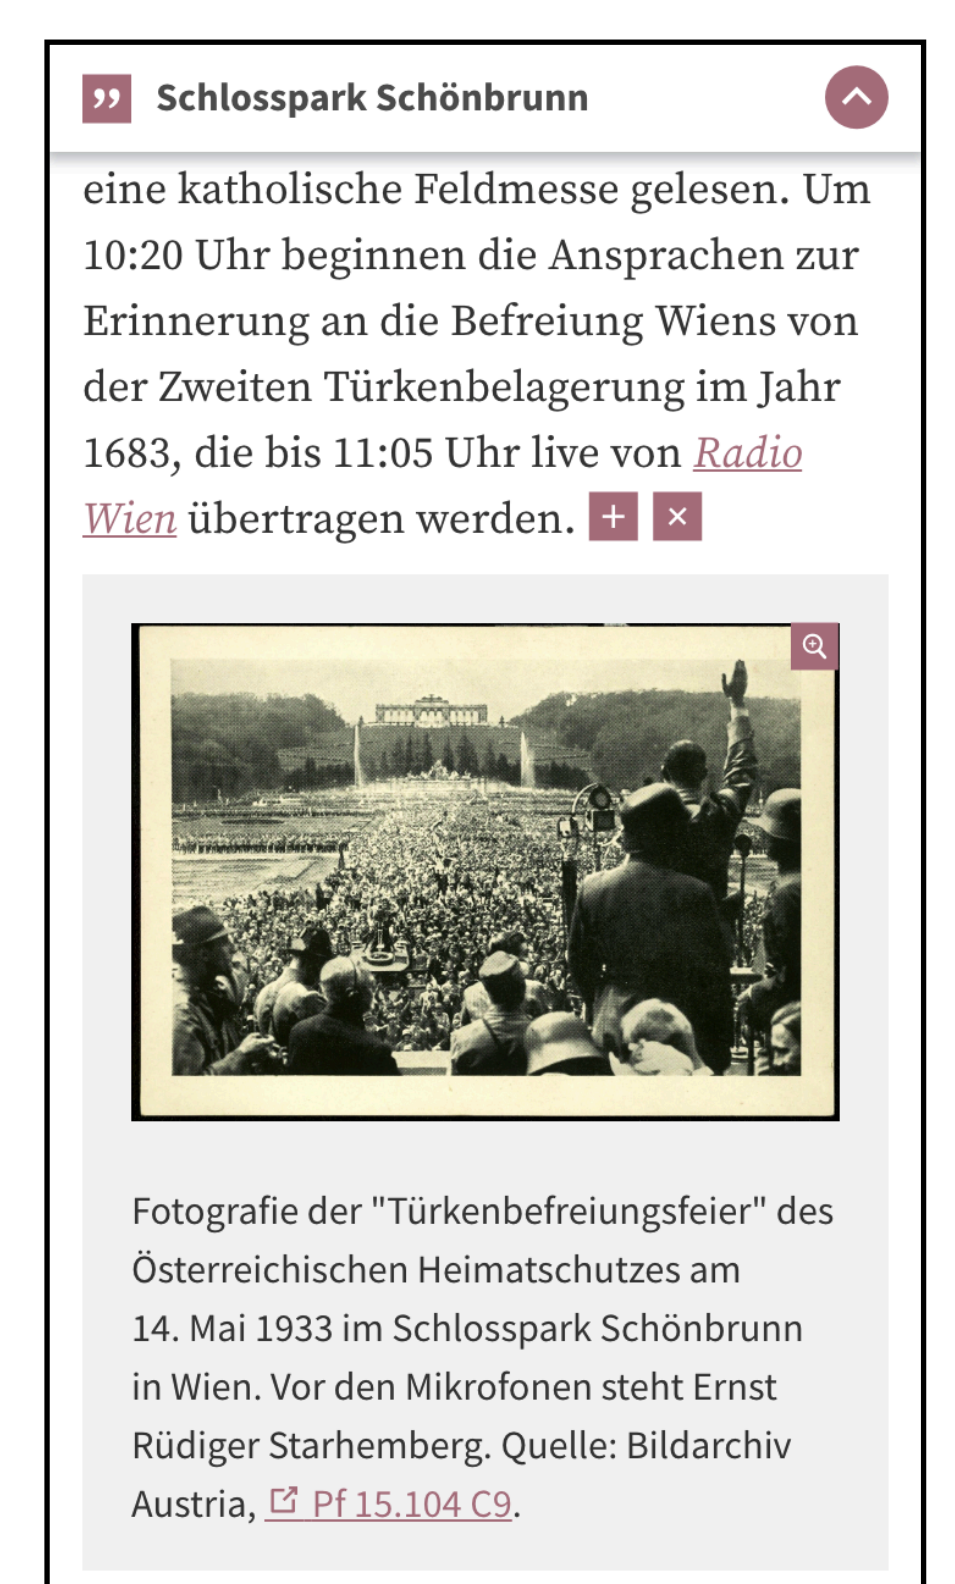 Schlosspark Schönbrunn
eine katholische Feldmesse gelesen. Um
10:20 Uhr beginnen die Ansprachen zur
Erinnerung an die Befreiung Wiens von
der Zweiten Türkenbelagerung im Jahr
1683, die bis 11:05 Uhr live von Radio
Wien übertragen werden.
Fotografie der "Türkenbefreiungsfeier" des
Österreichischen Heimatschutzes am
14. Mai 1933 im Schlosspark Schönbrunn
in Wien. Vor den Mikrofonen steht Ernst
Rüdiger Starhemberg. Quelle: Bildarchiv
Austria, Pf 15.104 C9.